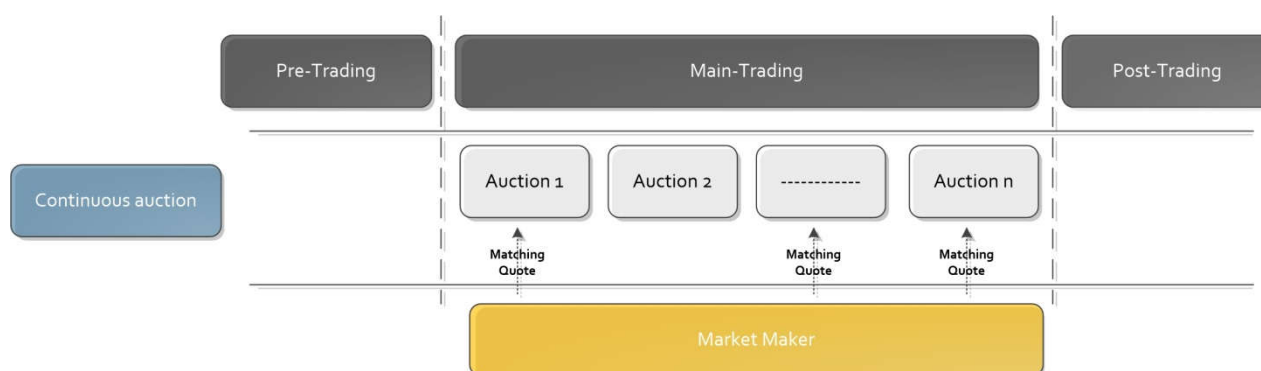 Pre-Trading
Main-Trading
Post-Trading
Continuous auction
Auction 1
Auction 2
------------
Auction n
Matching
Quote
Matching
Quote
Matching
Quote
Market Maker